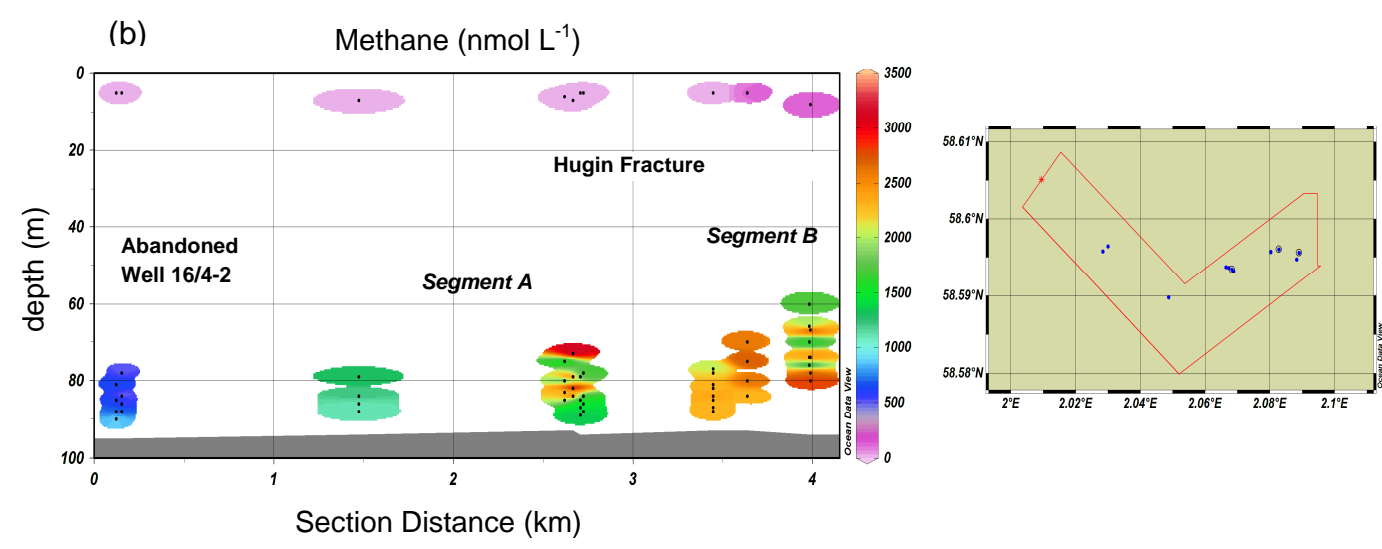 (b)
Methane (nmol L-1)
0
20
40
60
80
100
depth (m)
0
1
2
3
4
Section Distance (km)
Hugin Fracture
Segment B
Abandoned
Well 16/4-2
Segment A
Ocean Data View
3500
3000
2500
2000
1500
1000
500
0
58.61°N
58.6°N
58.59°N
58.58°N
2°E
2.02°E
2.04°E
2.06°E
2.08°E
2.1°E
Ocean Data View